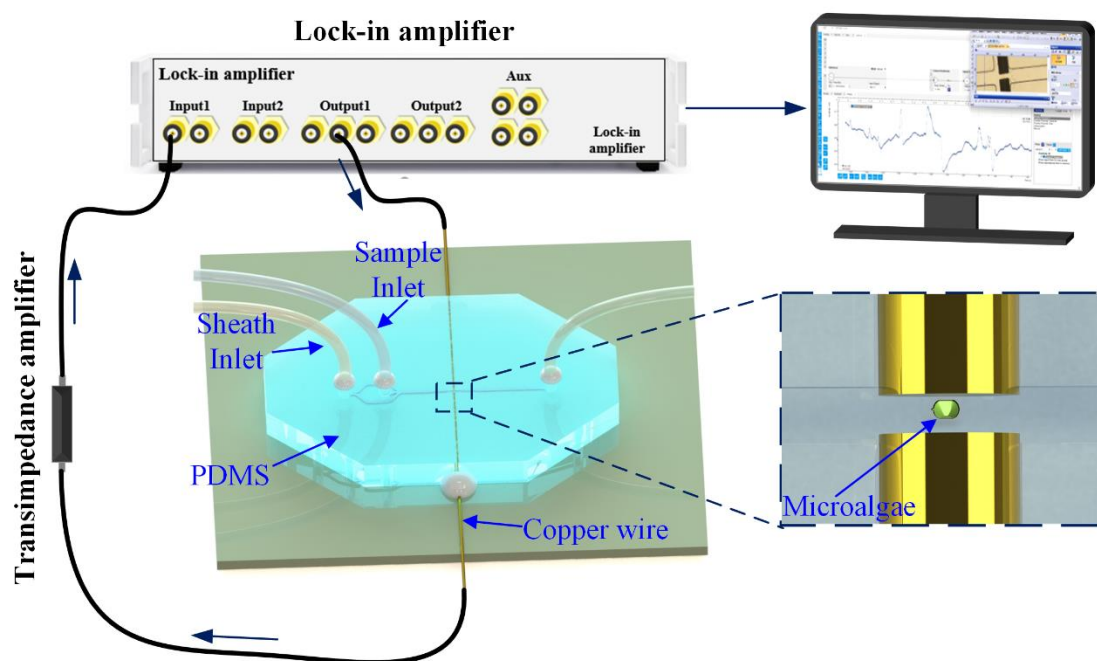 Lock-in amplifier
Lock-in amplifier
Input1
Input2
Output1
Output2
Aux
Lock-in
amplifier
Transimpedance amplifier
Sample
Inlet
Sheath
Inlet
PDMS
Copper wire
Microalgae